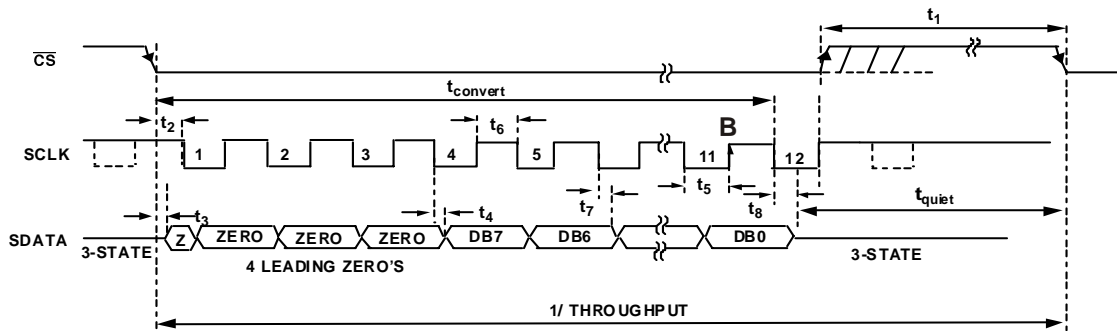 t1
CS
tconvert
t2
t6
B
SCLK
1
2
3
4
5
11
12
t5
t3
t4
t7
t8
tquiet
SDATA
Z
ZERO
ZERO
ZERO
DB7
DB6
DB0
3-STATE
4 LEADING ZERO'S
3-STATE
1/ THROUGHPUT